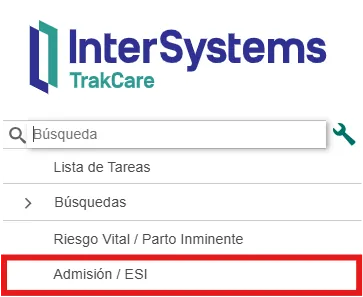 InterSystems
TrakCare
Búsqueda
Lista de Tareas
Búsquedas
Riesgo Vital / Parto Inminente
Admisión / ESI